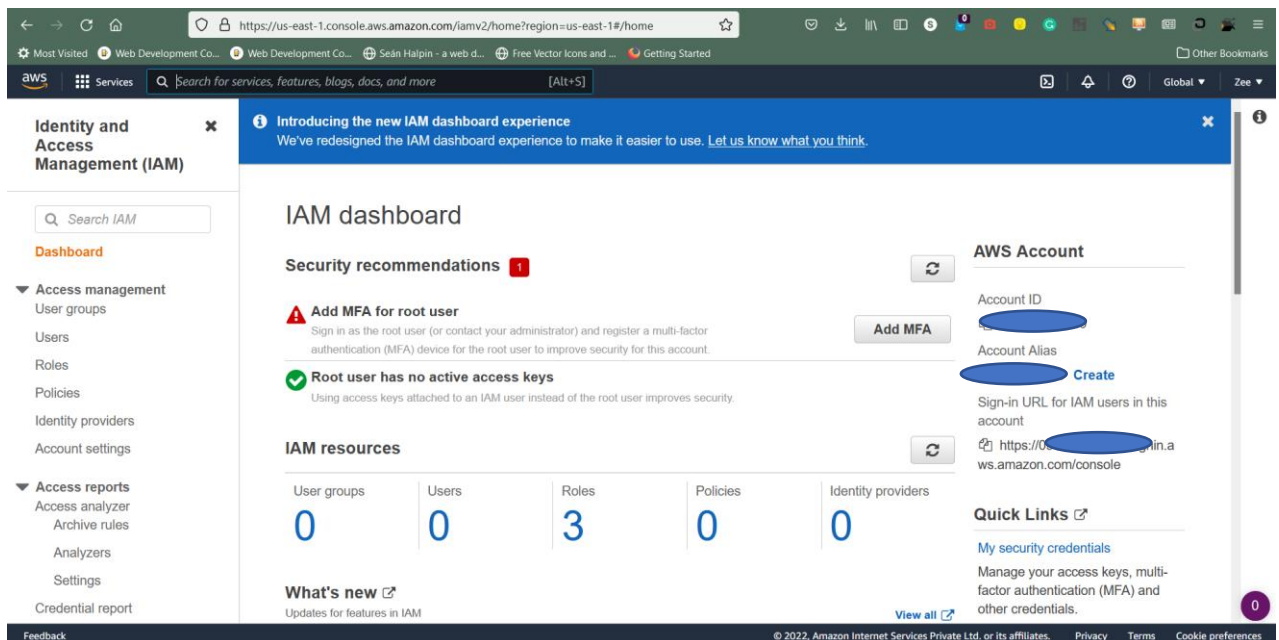 https://us-east-1.console.aws.amazon.com/iamv2/home?region=us-east-1#/home
Most Visited Web Development Co... Web Development Co... Seán Halpin - a web d... Free Vector Icons and ... Getting Started Other Bookmarks
aws Services Search for services, features, blogs, docs, and more [Alt+S] Global Zee
Identity and
Access
Management (IAM)
Search IAM
Dashboard
Access management
User groups
Users
Roles
Policies
Identity providers
Account settings
Access reports
Access analyzer
Archive rules
Analyzers
Settings
Credential report
Introducing the new IAM dashboard experience
We've redesigned the IAM dashboard experience to make it easier to use. Let us know what you think.
IAM dashboard
Security recommendations 1
Add MFA for root user
Sign in as the root user (or contact your administrator) and register a multi-factor
authentication (MFA) device for the root user to improve security for this account.
Add MFA
Root user has no active access keys
Using access keys attached to an IAM user instead of the root user improves security.
IAM resources
User groups Users Roles Policies Identity providers
0 0 3 0 0
What's new
Updates for features in IAM
View all
AWS Account
Account ID
Account Alias
Create
Sign-in URL for IAM users in this
account
https://0
ws.amazon.com/console
Quick Links
My security credentials
Manage your access keys, multi-
factor authentication (MFA) and
other credentials.
0
Feedback © 2022, Amazon Internet Services Private Ltd. or its affiliates. Privacy Terms Cookie preferences